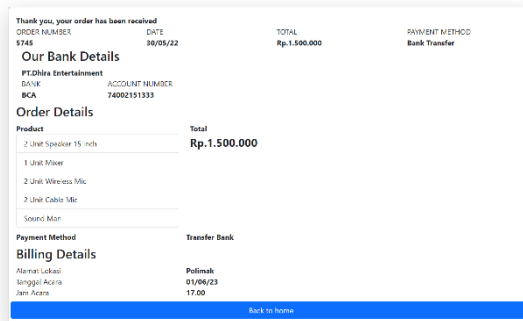 Thank you, your order has been received
ORDER NUMBER DATE TOTAL PAYMENT METHOD
5745 30/05/22 Rp.1.500.000 Bank Transfer
Our Bank Details
PT.Dhira Entertainment
BANK ACCOUNT NUMBER
BCA 74002151333
Order Details
Product Total
2 Unit Speaker 15 Inch Rp.1.500.000
1 Unit Mixer
2 Unit Wireless Mic
2 Unit Cable Mic
Sound Man
Payment Method Transfer Bank
Billing Details
Alamat Lokasi Polimak
Tanggal Acara 01/06/23
Jam Acara 17.00
Back to home